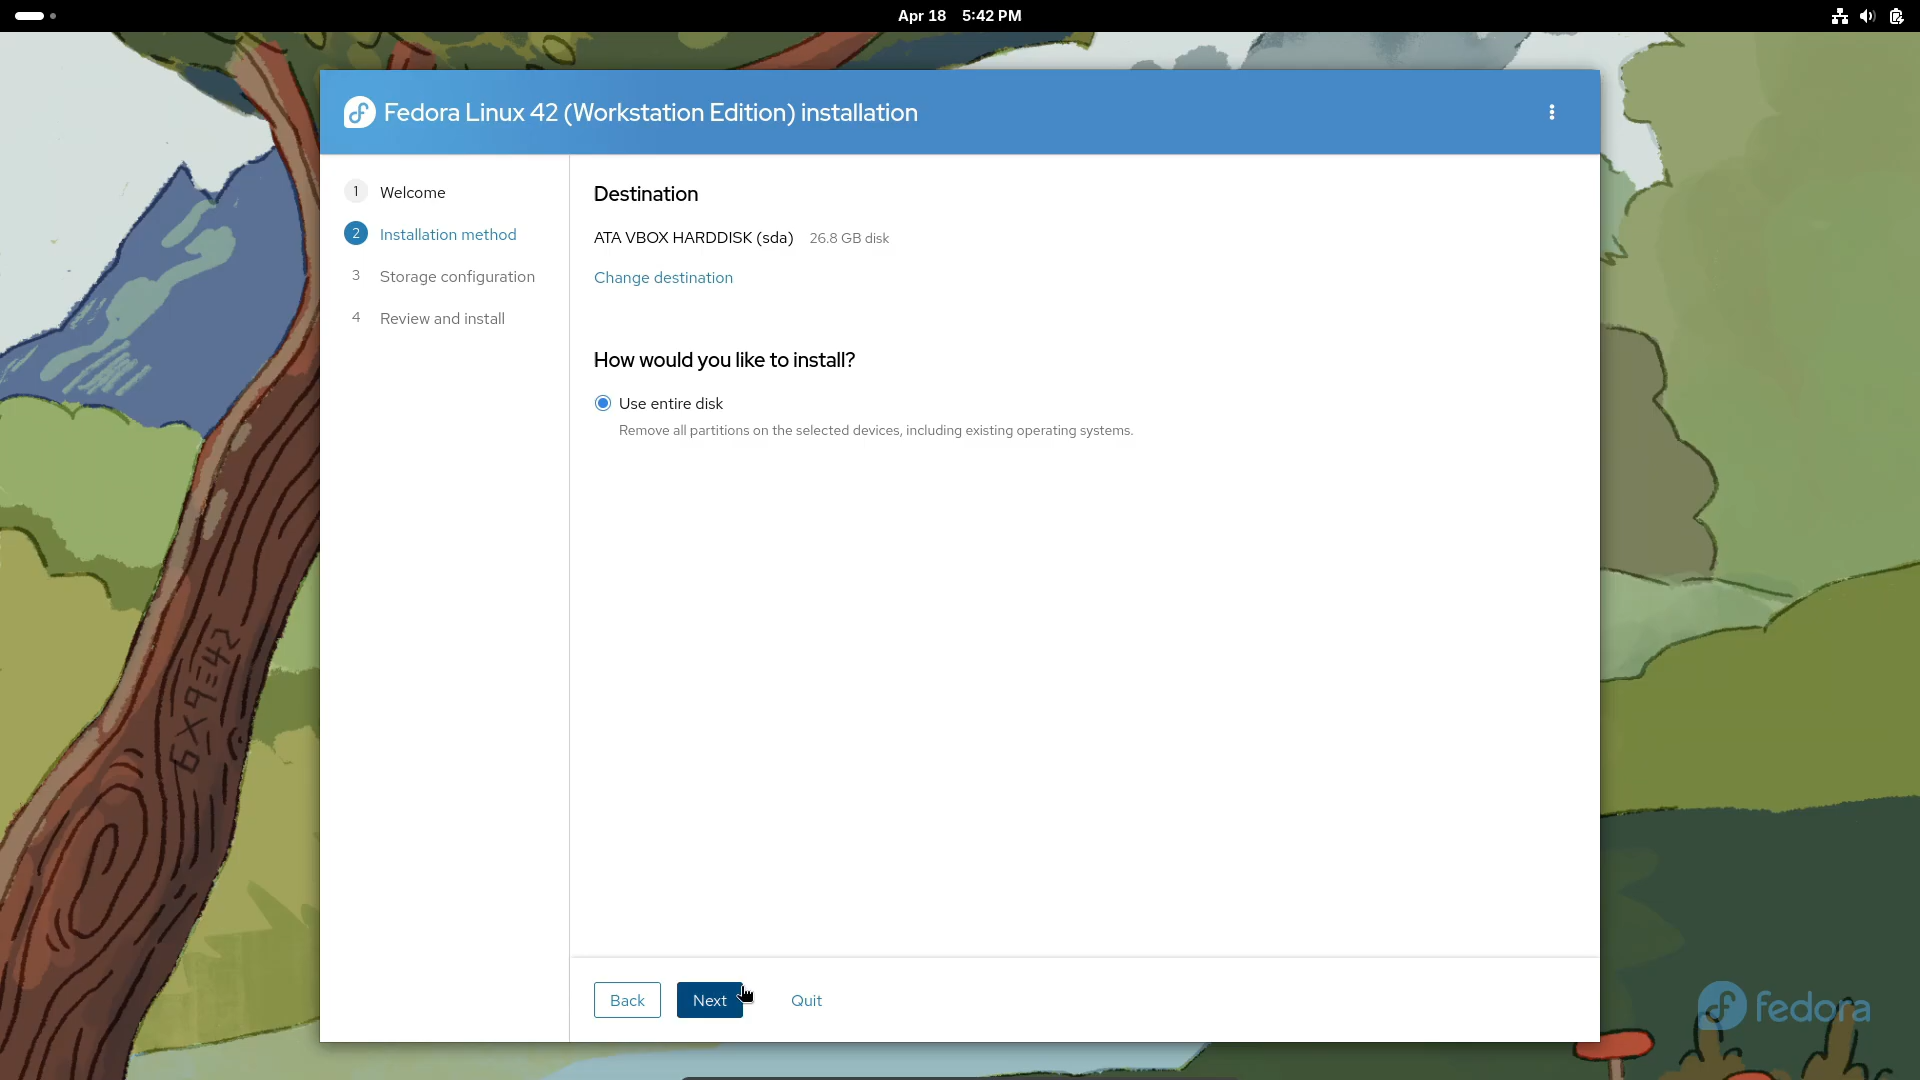 Apr 18 5:42 PM
Fedora Linux 42 (Workstation Edition) installation
1 Welcome
2 Installation method
3 Storage configuration
4 Review and install
Destination
ATA VBOX HARDDISK (sda) 26.8 GB disk
Change destination
How would you like to install?
Use entire disk
Remove all partitions on the selected devices, including existing operating systems.
Back Next Quit
6x9=42
fedora